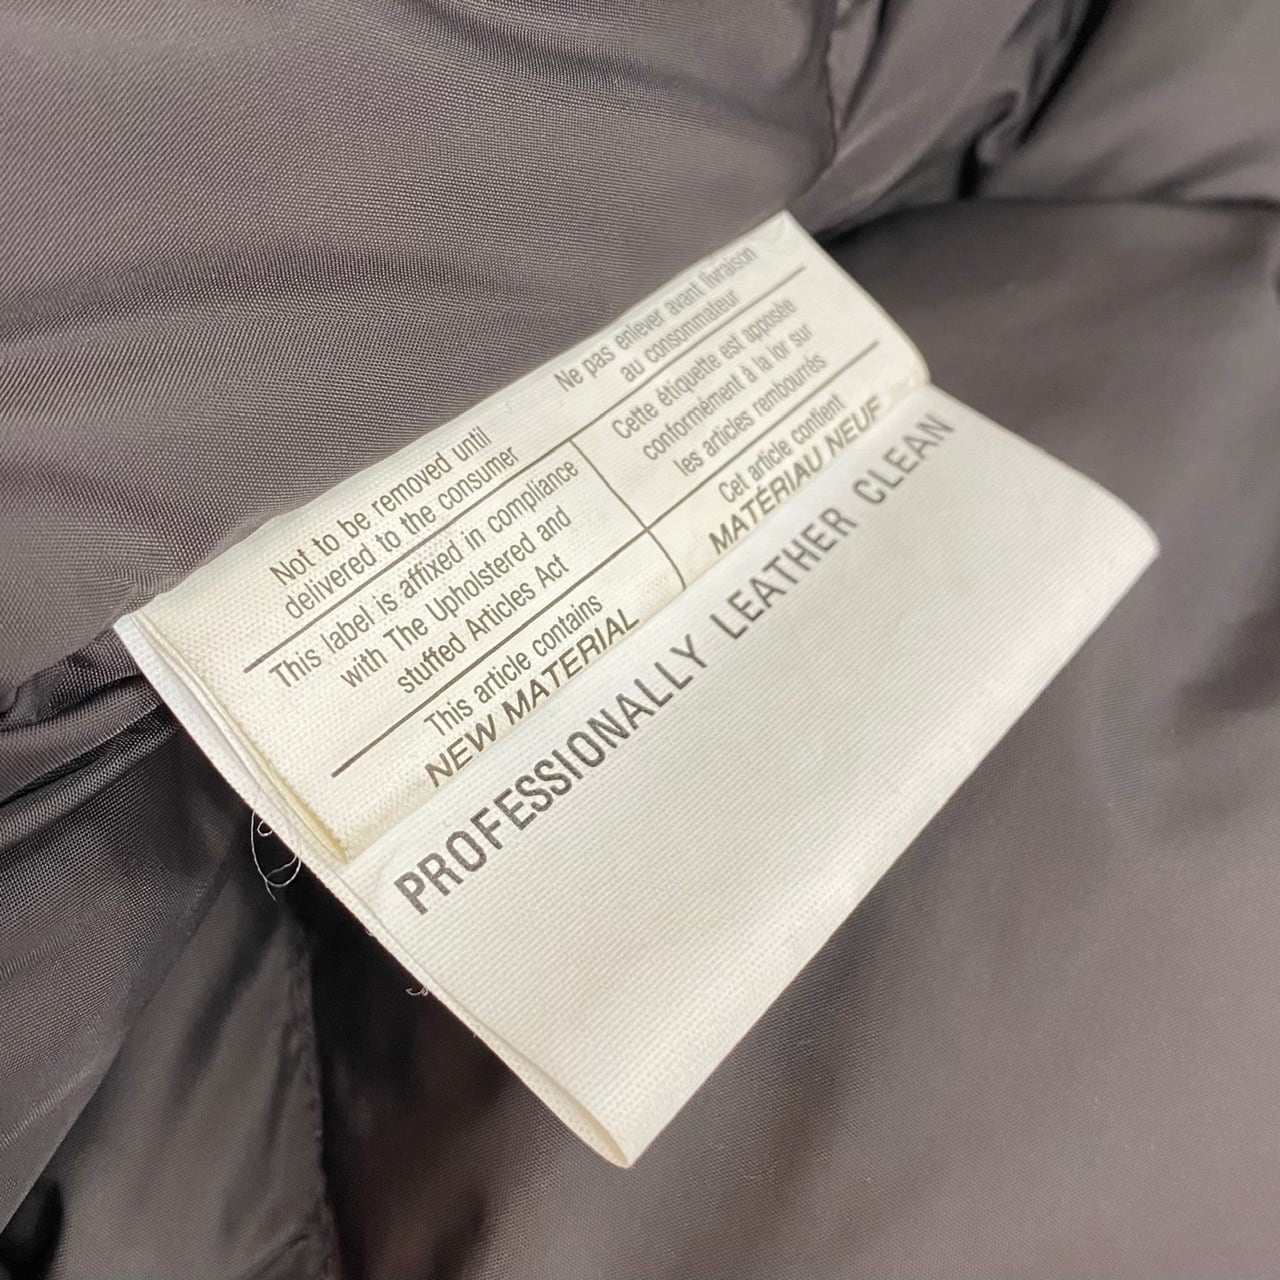 Not to be removed until
delivered to the consumer
This label is affixed in compliance
with The Upholstered and
stuffed Articles Act
This article contains
NEW MATERIAL
Ne pas enlever avant livraison
au consommateur
Cette étiquette est apposée
conformément à la ior sur
les articles rembourrés
Cet article contient
MATÉRIAU NEUF
PROFESSIONALLY LEATHER CLEAN